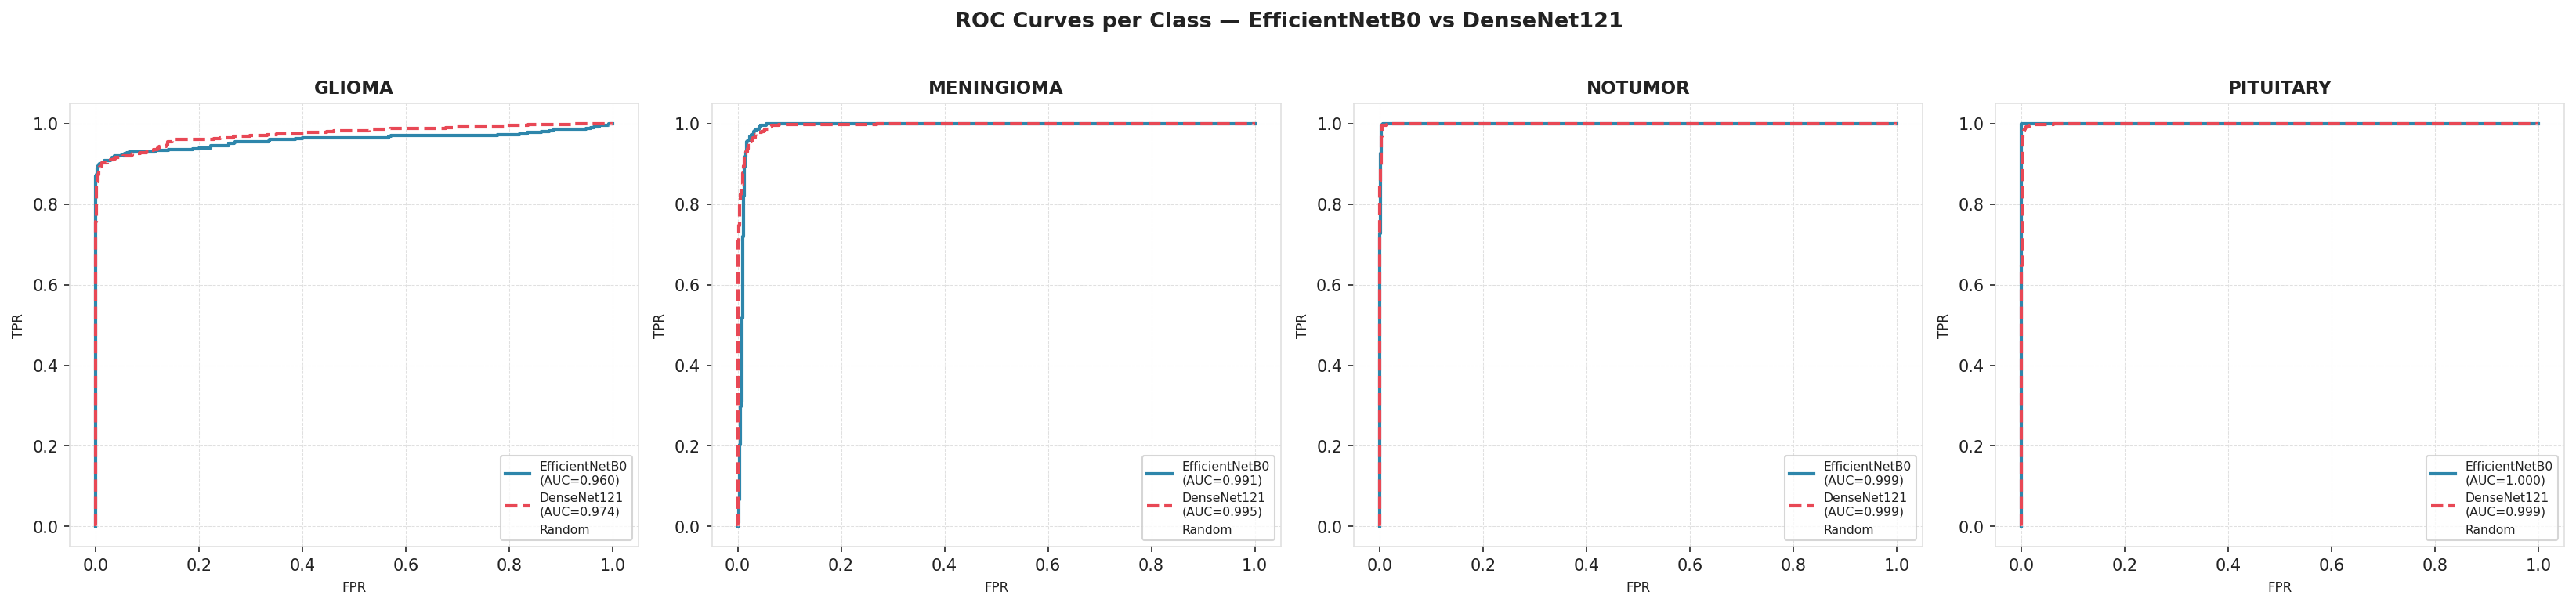 ROC Curves per Class — EfficientNetB0 vs DenseNet121
GLIOMA
1.0
0.8
0.6
0.4
0.2
0.0
TPR
0.0 0.2 0.4 0.6 0.8 1.0
FPR
EfficientNetB0
(AUC=0.960)
DenseNet121
(AUC=0.974)
Random
MENINGIOMA
1.0
0.8
0.6
0.4
0.2
0.0
TPR
0.0 0.2 0.4 0.6 0.8 1.0
FPR
EfficientNetB0
(AUC=0.991)
DenseNet121
(AUC=0.995)
Random
NOTUMOR
1.0
0.8
0.6
0.4
0.2
0.0
TPR
0.0 0.2 0.4 0.6 0.8 1.0
FPR
EfficientNetB0
(AUC=0.999)
DenseNet121
(AUC=0.999)
Random
PITUITARY
1.0
0.8
0.6
0.4
0.2
0.0
TPR
0.0 0.2 0.4 0.6 0.8 1.0
FPR
EfficientNetB0
(AUC=1.000)
DenseNet121
(AUC=0.999)
Random